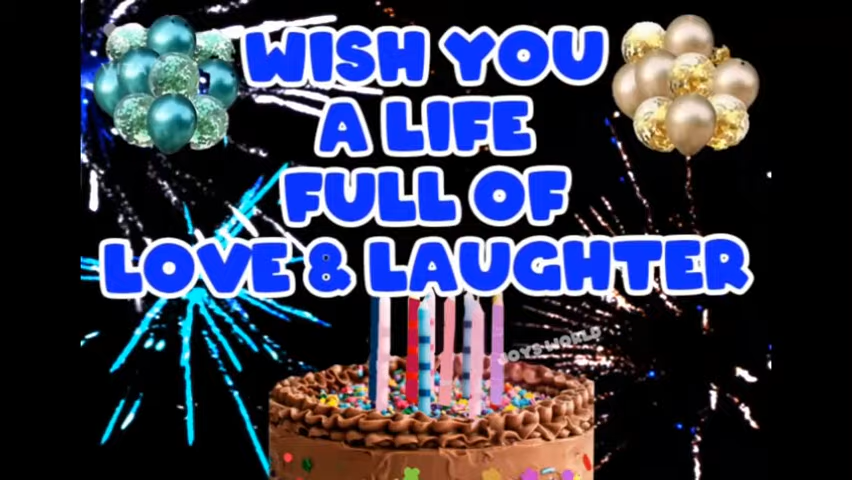 WISH YOU
A LIFE
FULL OF
LOVE & LAUGHTER
JOYS WORLD